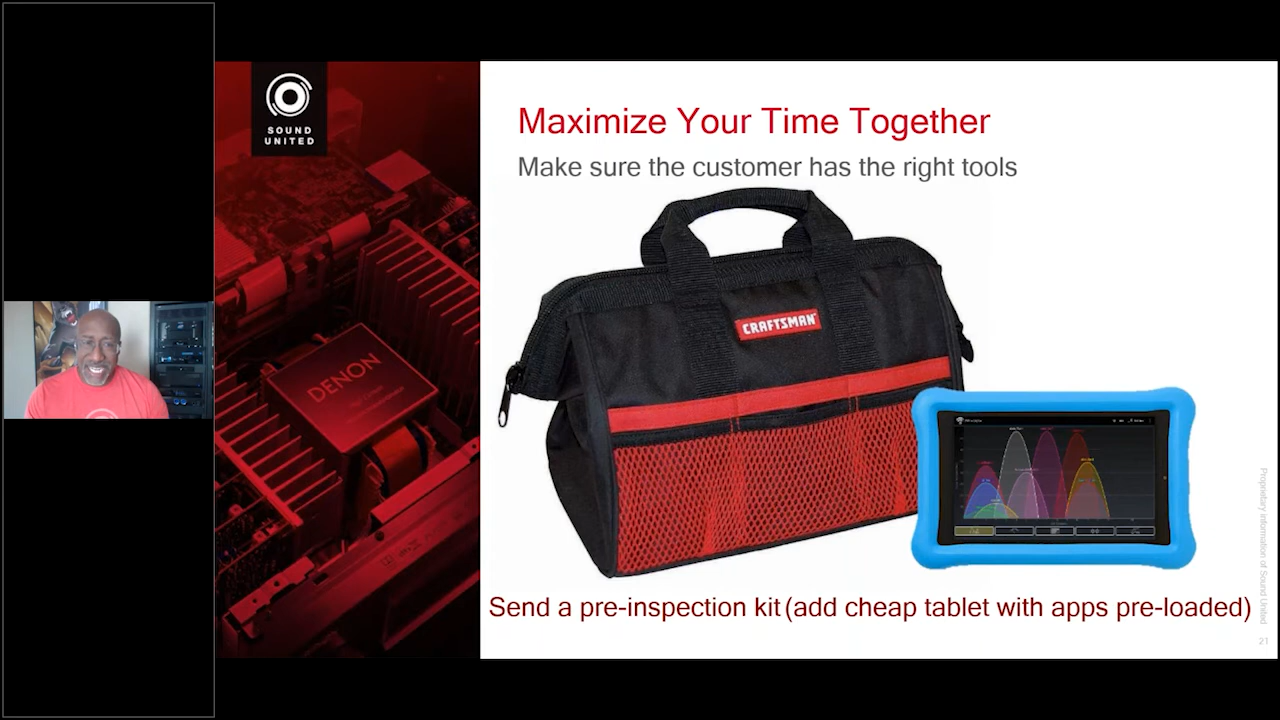 SOUND
UNITED
Maximize Your Time Together
Make sure the customer has the right tools
CRAFTSMAN
DENON
Send a pre-inspection kit (add cheap tablet with apps pre-loaded)
Proprietary information of Sound United
21